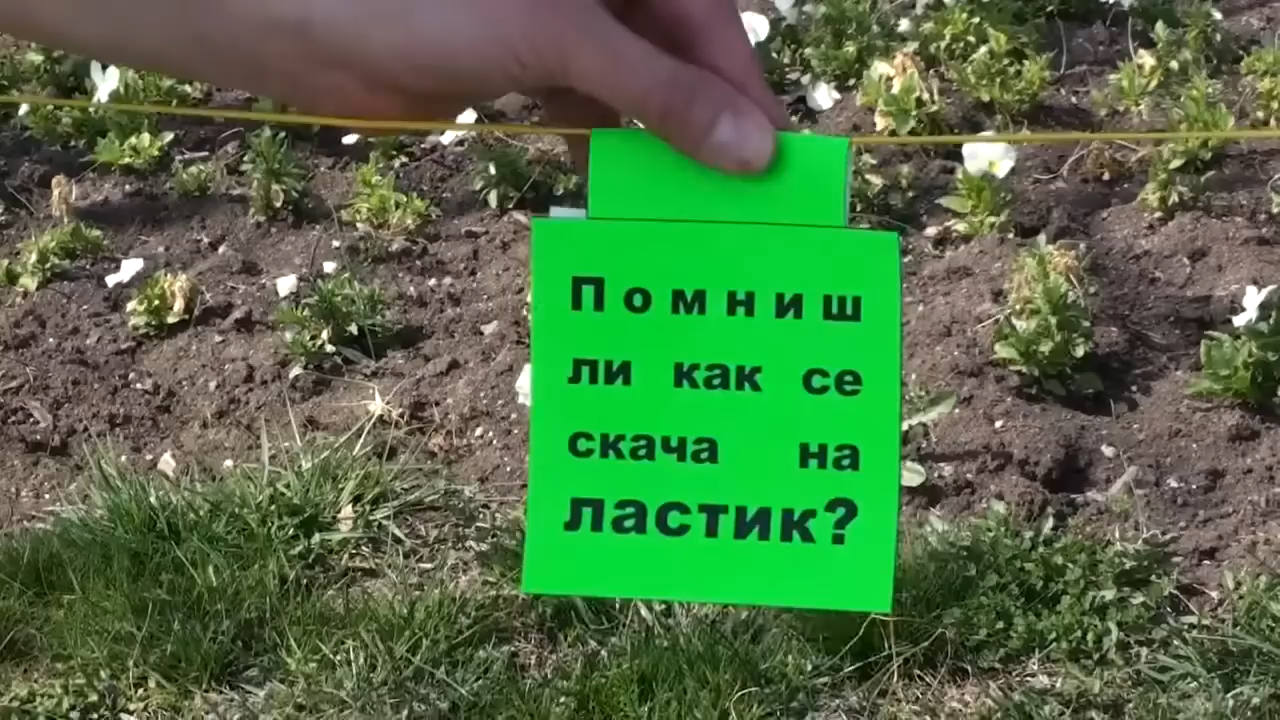 Помниш
ли как се
скача на
ластик?